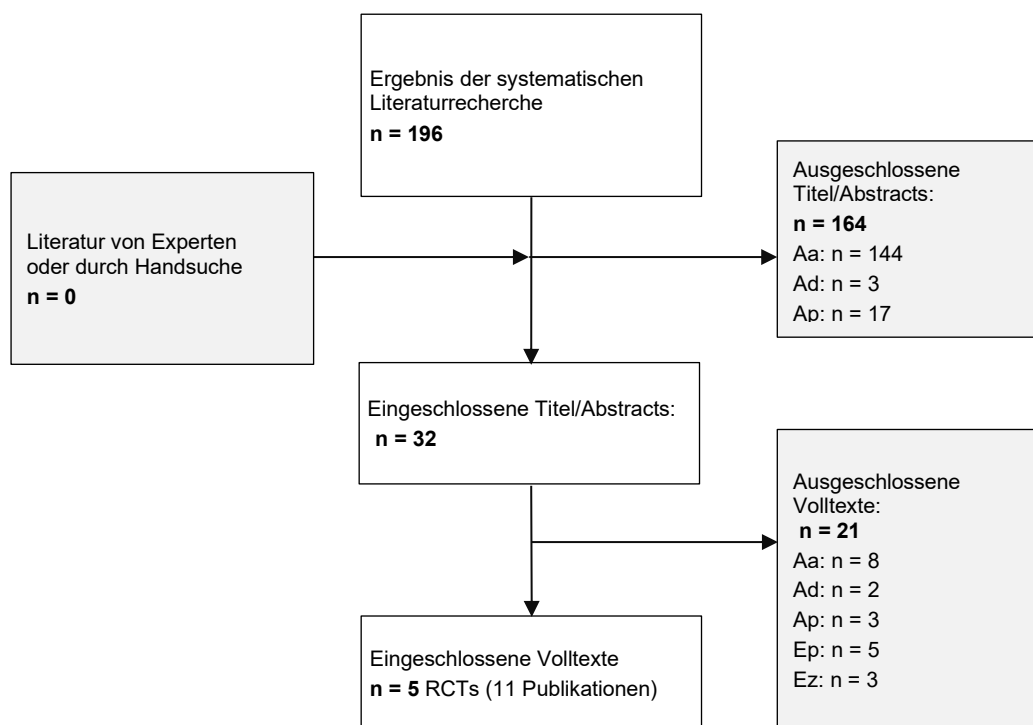 Ergebnis der systematischen
Literaturrecherche
n = 196
Literatur von Experten
oder durch Handsuche
n = 0
Ausgeschlossene
Titel/Abstracts:
n = 164
Aa: n = 144
Ad: n = 3
Ap: n = 17
Eingeschlossene Titel/Abstracts:
n = 32
Ausgeschlossene
Volltexte:
n = 21
Aa: n = 8
Ad: n = 2
Ap: n = 3
Ep: n = 5
Ez: n = 3
Eingeschlossene Volltexte
n = 5 RCTs (11 Publikationen)